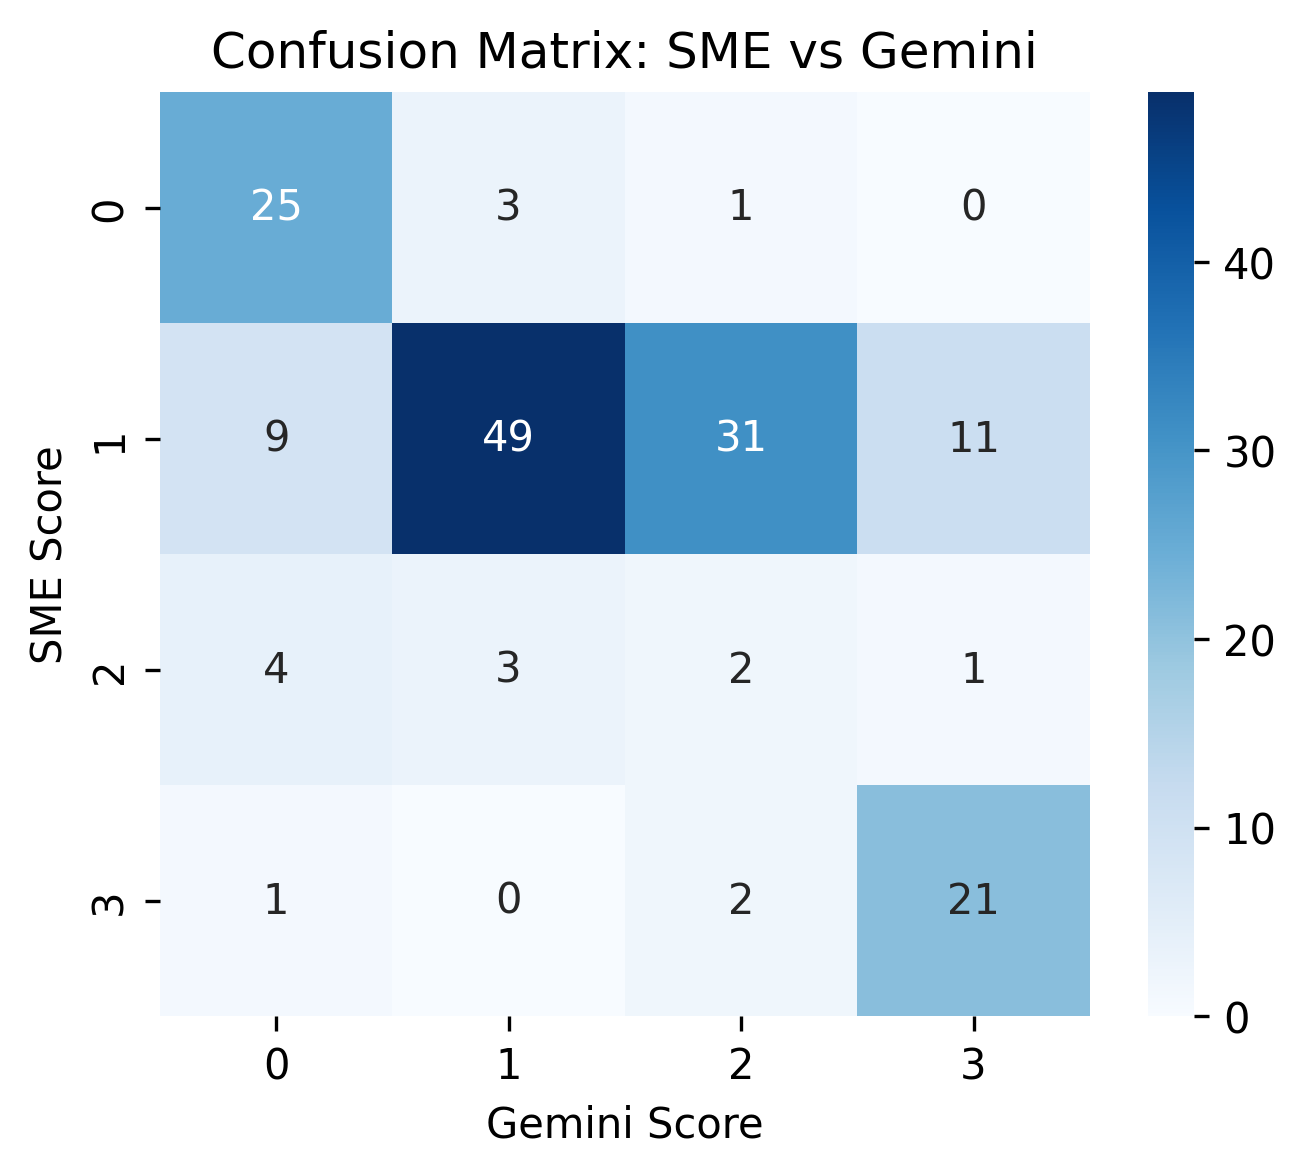 Confusion Matrix: SME vs Gemini
0 25 3 1 0
1 9 49 31 11
2 4 3 2 1
3 1 0 2 21
0 1 2 3
Gemini Score
SME Score
40
30
20
10
0